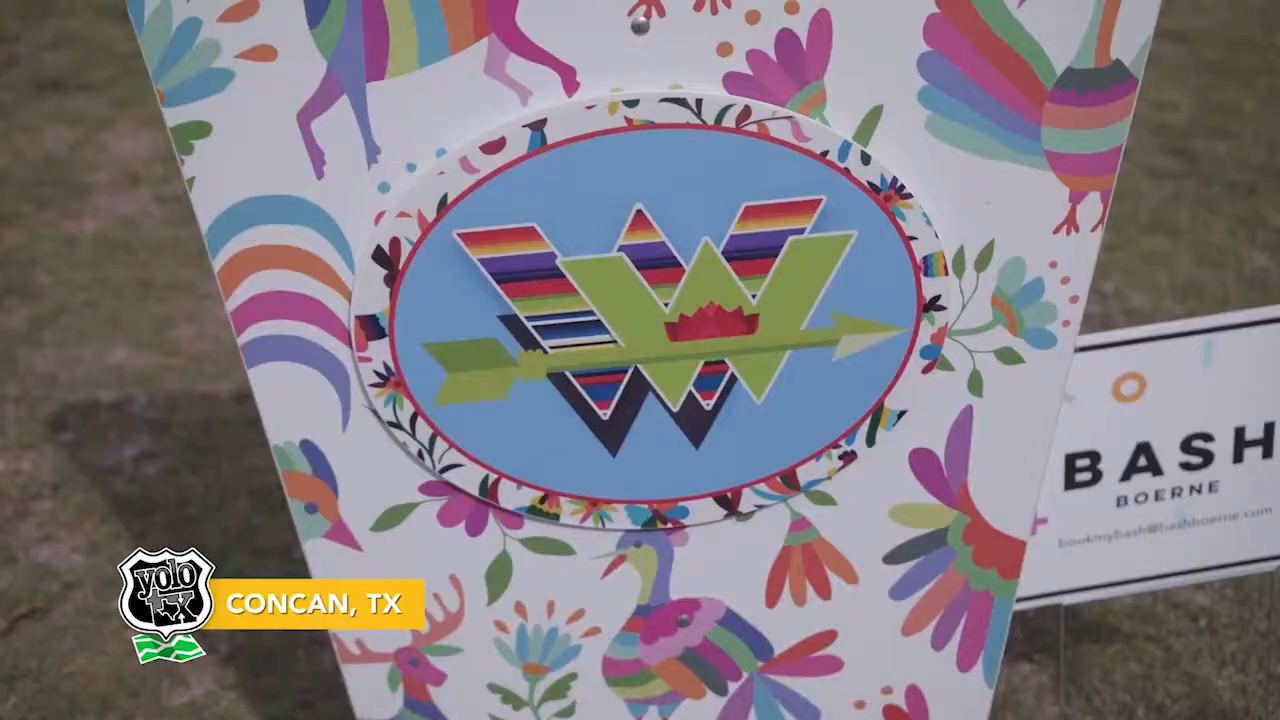 W
W
BASH
BOERNE
bookmybash@bashboerne.com
yolo
TX
CONCAN, TX